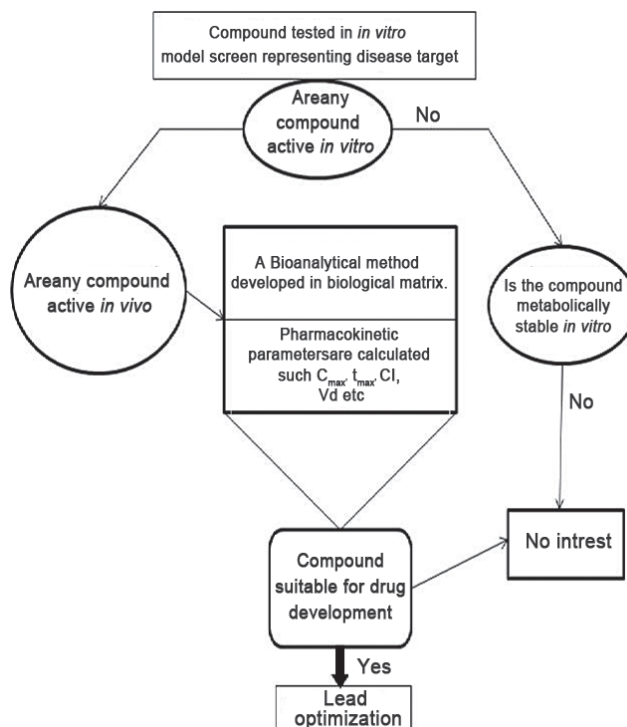 Compound tested in in vitro
model screen representing disease target
Areany
compound
active in vitro
No
Areany compound
active in vivo
A Bioanalytical method
developed in biological matrix.
Pharmacokinetic
parametersare calculated
such Cmax, tmax, CI,
Vd etc
Is the compound
metabolically
stable in vitro
No
No intrest
Compound
suitable for drug
development
Yes
Lead
optimization